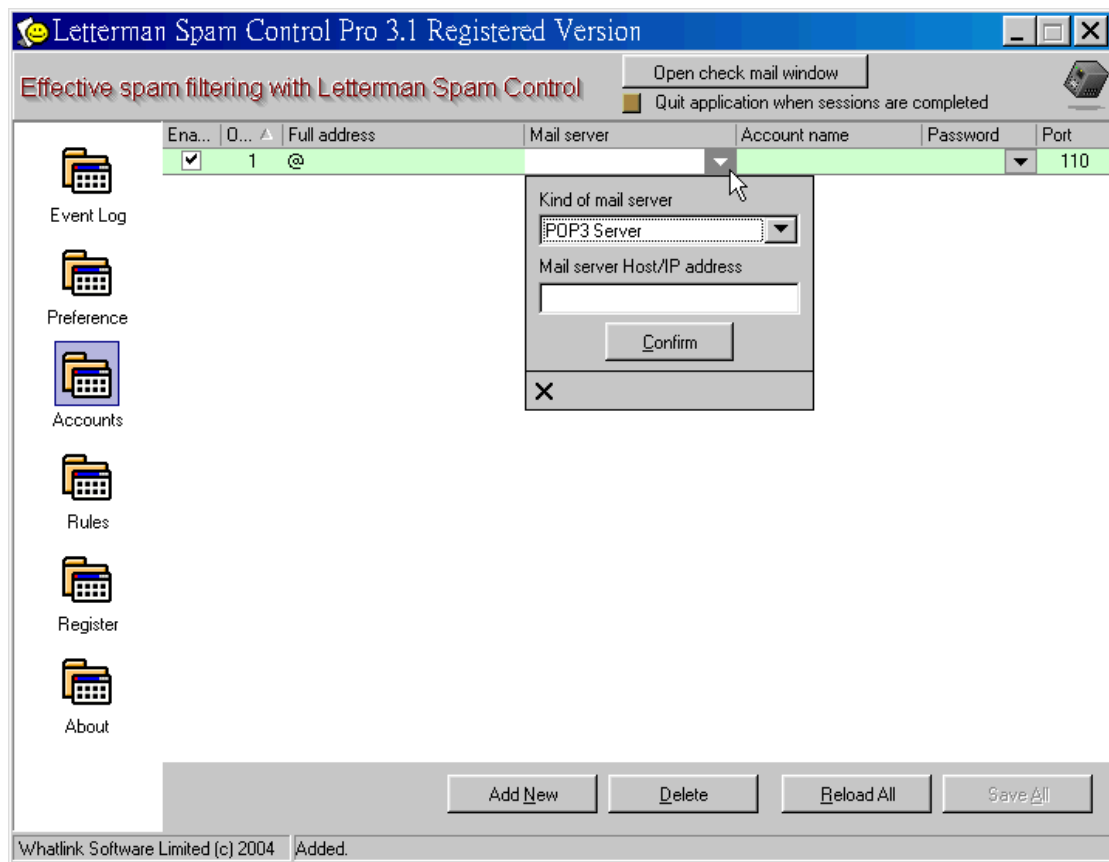 Letterman Spam Control Pro 3.1 Registered Version
Effective spam filtering with Letterman Spam Control
Open check mail window
Quit application when sessions are completed
Ena... O... Full address Mail server Account name Password Port
1 @ 110
Event Log
Preference
Accounts
Rules
Register
About
Kind of mail server
POP3 Server
Mail server Host/IP address
Confirm
Add New Delete Reload All Save All
Whatlink Software Limited (c) 2004 Added.